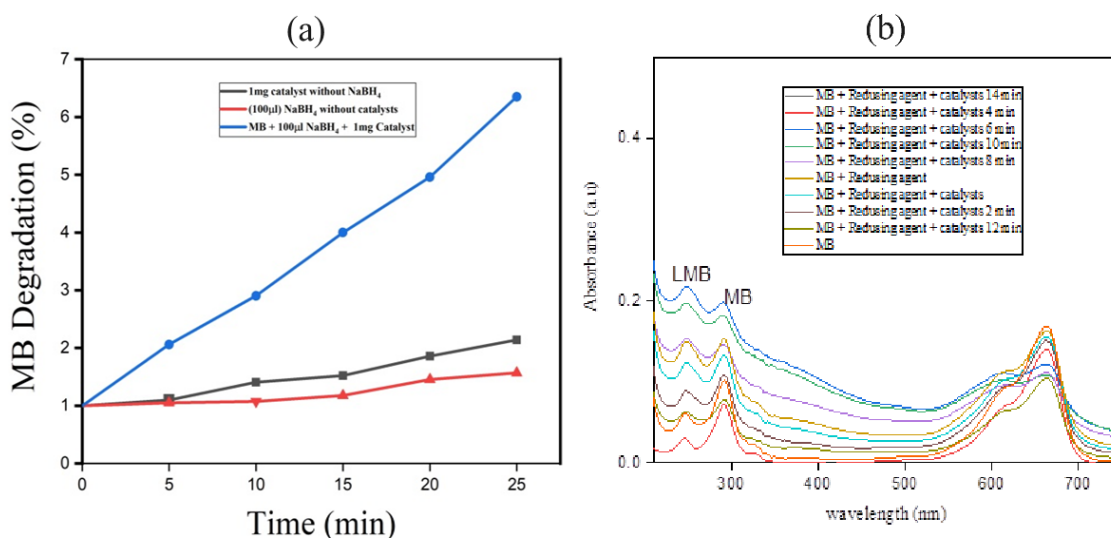 (a)
MB Degradation (%)
7
6
5
4
3
2
1
0
1mg catalyst without NaBH₄
(100µl) NaBH₄ without catalysts
MB + 100µl NaBH₄ + 1mg Catalyst
0 5 10 15 20 25
Time (min)
(b)
Absorbance (a.u)
0.4
0.2
0.0
MB + Redusing agent + catalysts 14 min
MB + Redusing agent + catalysts 4 min
MB + Redusing agent + catalysts 6 min
MB + Redusing agent + catalysts 10 min
MB + Redusing agent + catalysts 8 min
MB + Redusing agent
MB + Redusing agent + catalysts
MB + Redusing agent + catalysts 2 min
MB + Redusing agent + catalysts 12 min
MB
LMB
MB
300 400 500 600 700
wavelength (nm)